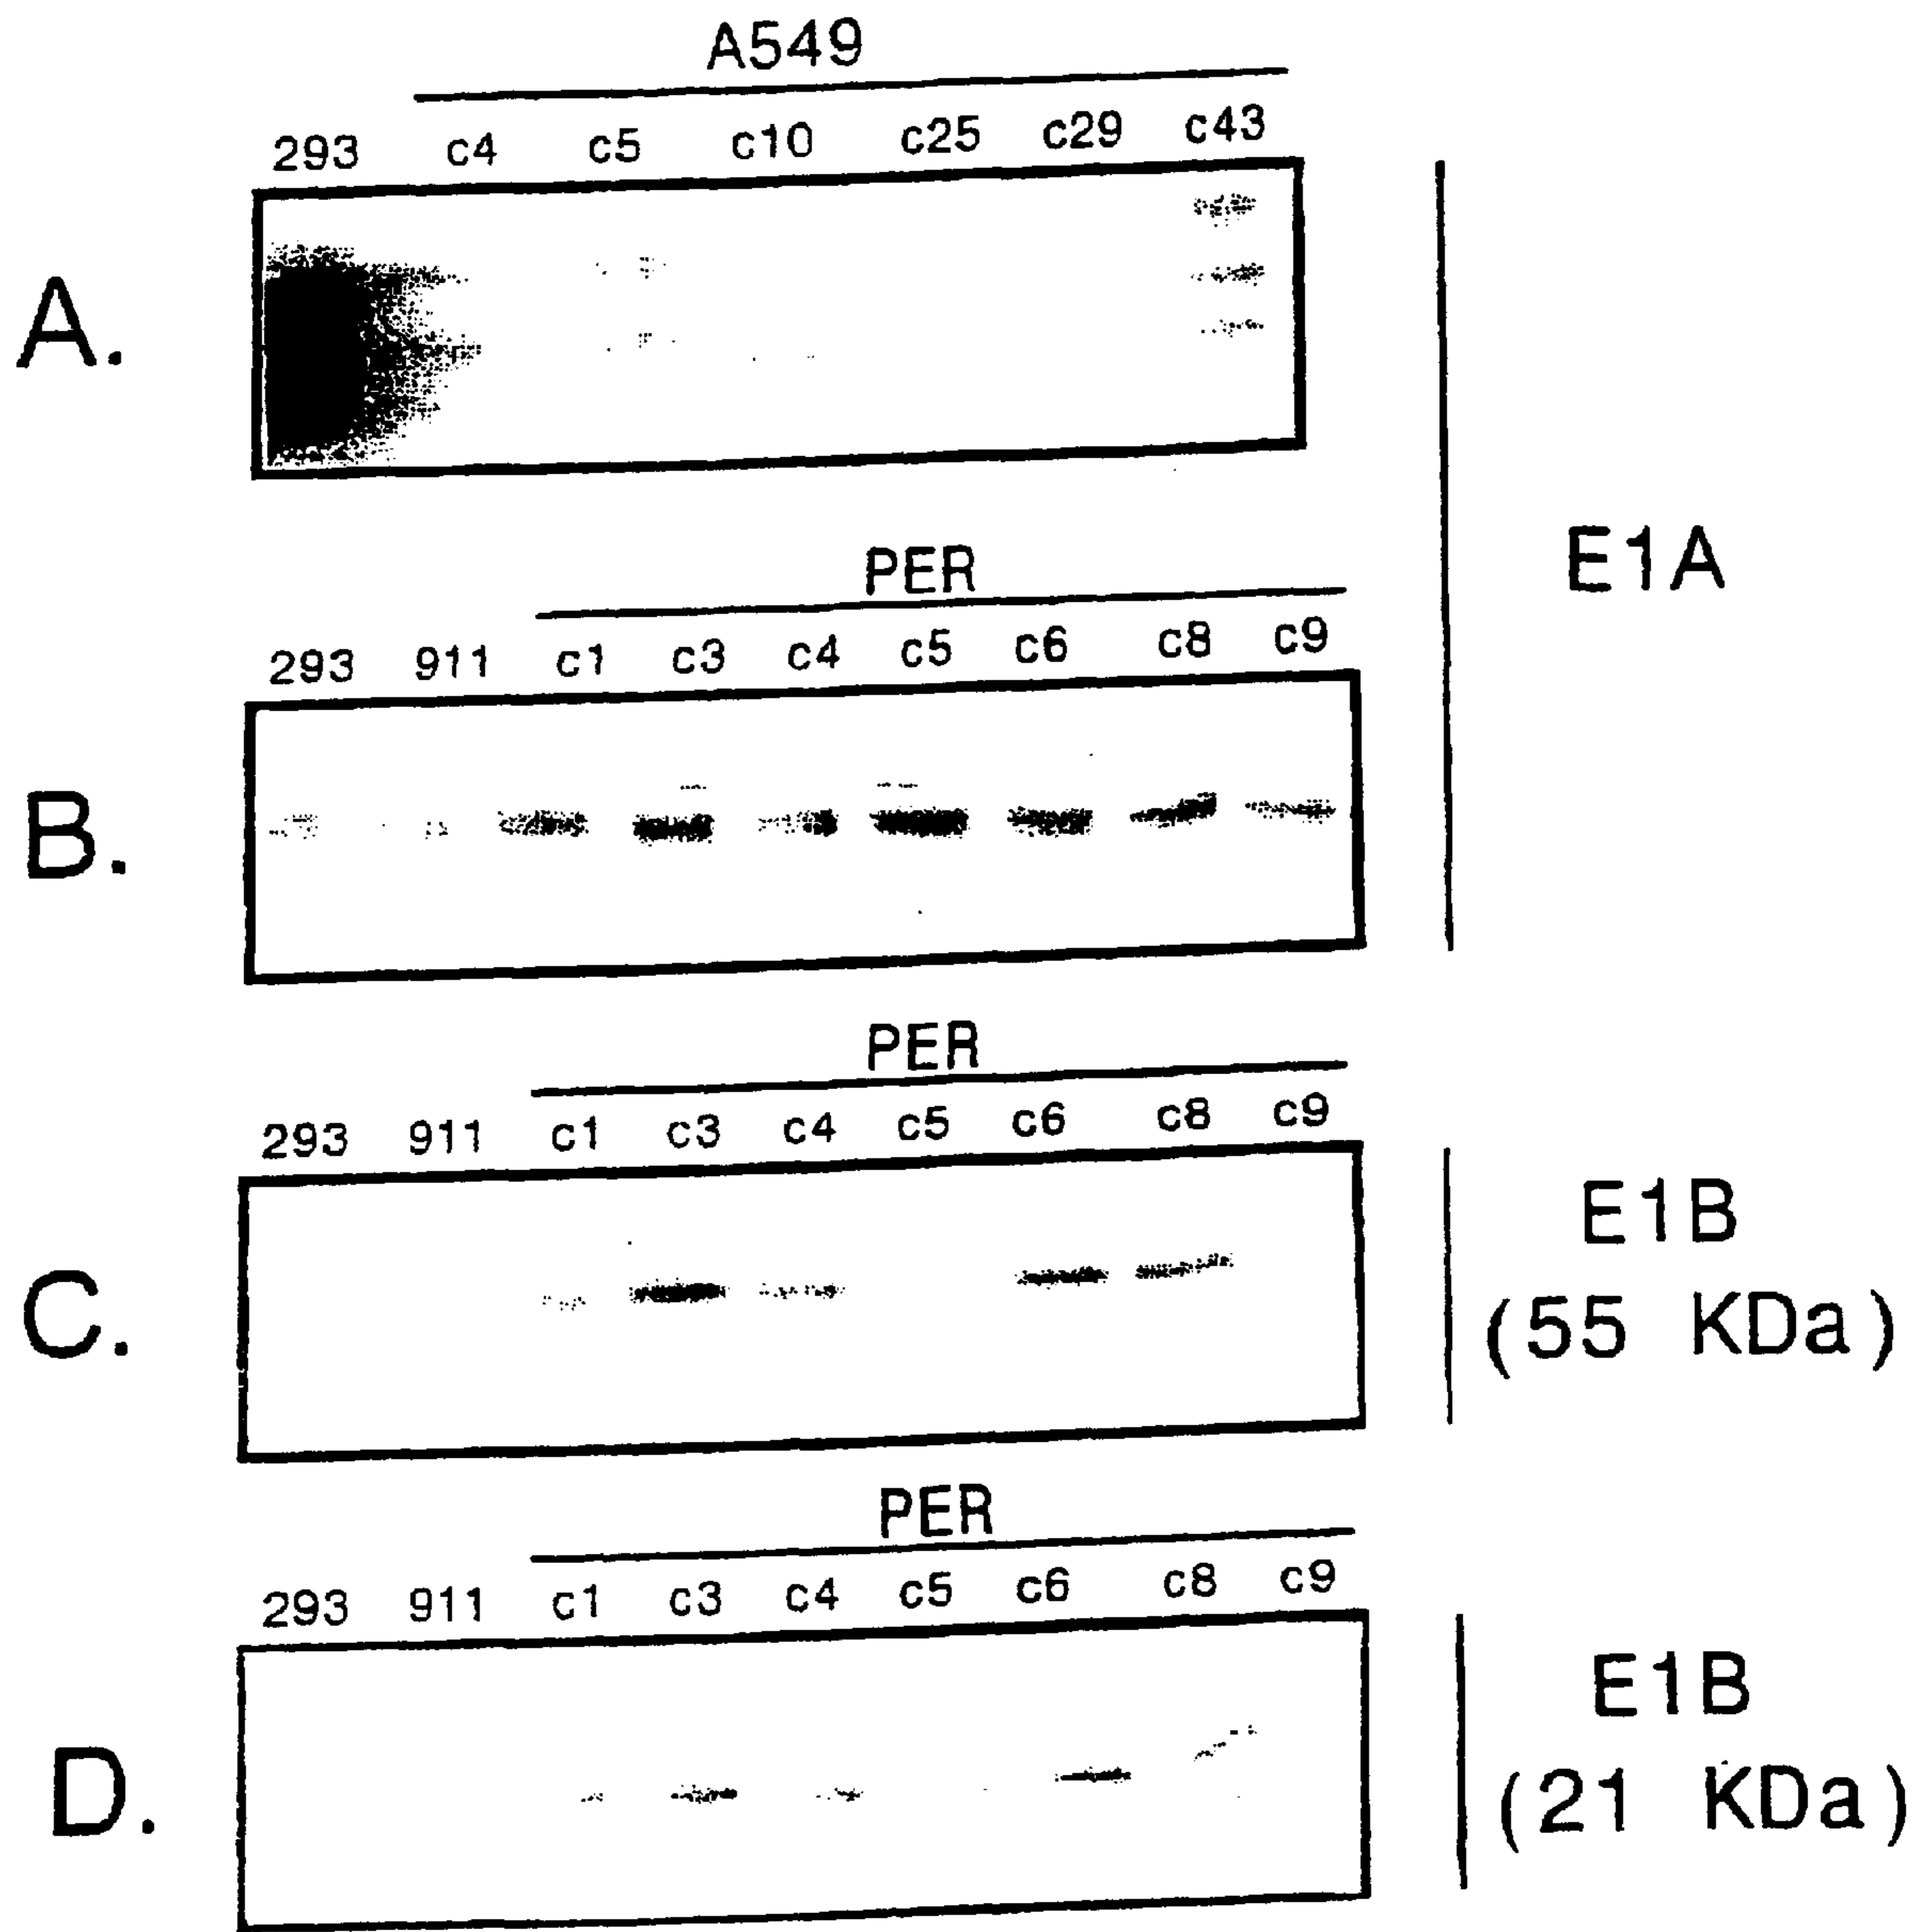 A549
293 c4 c5 c10 c25 c29 c43
A.
PER
E1A
293 911 c1 c3 c4 c5 c6 c8 c9
B.
PER
293 911 c1 c3 c4 c5 c6 c8 c9
C.
E1B
(55 KDa)
PER
293 911 c1 c3 c4 c5 c6 c8 c9
D.
E1B
(21 KDa)